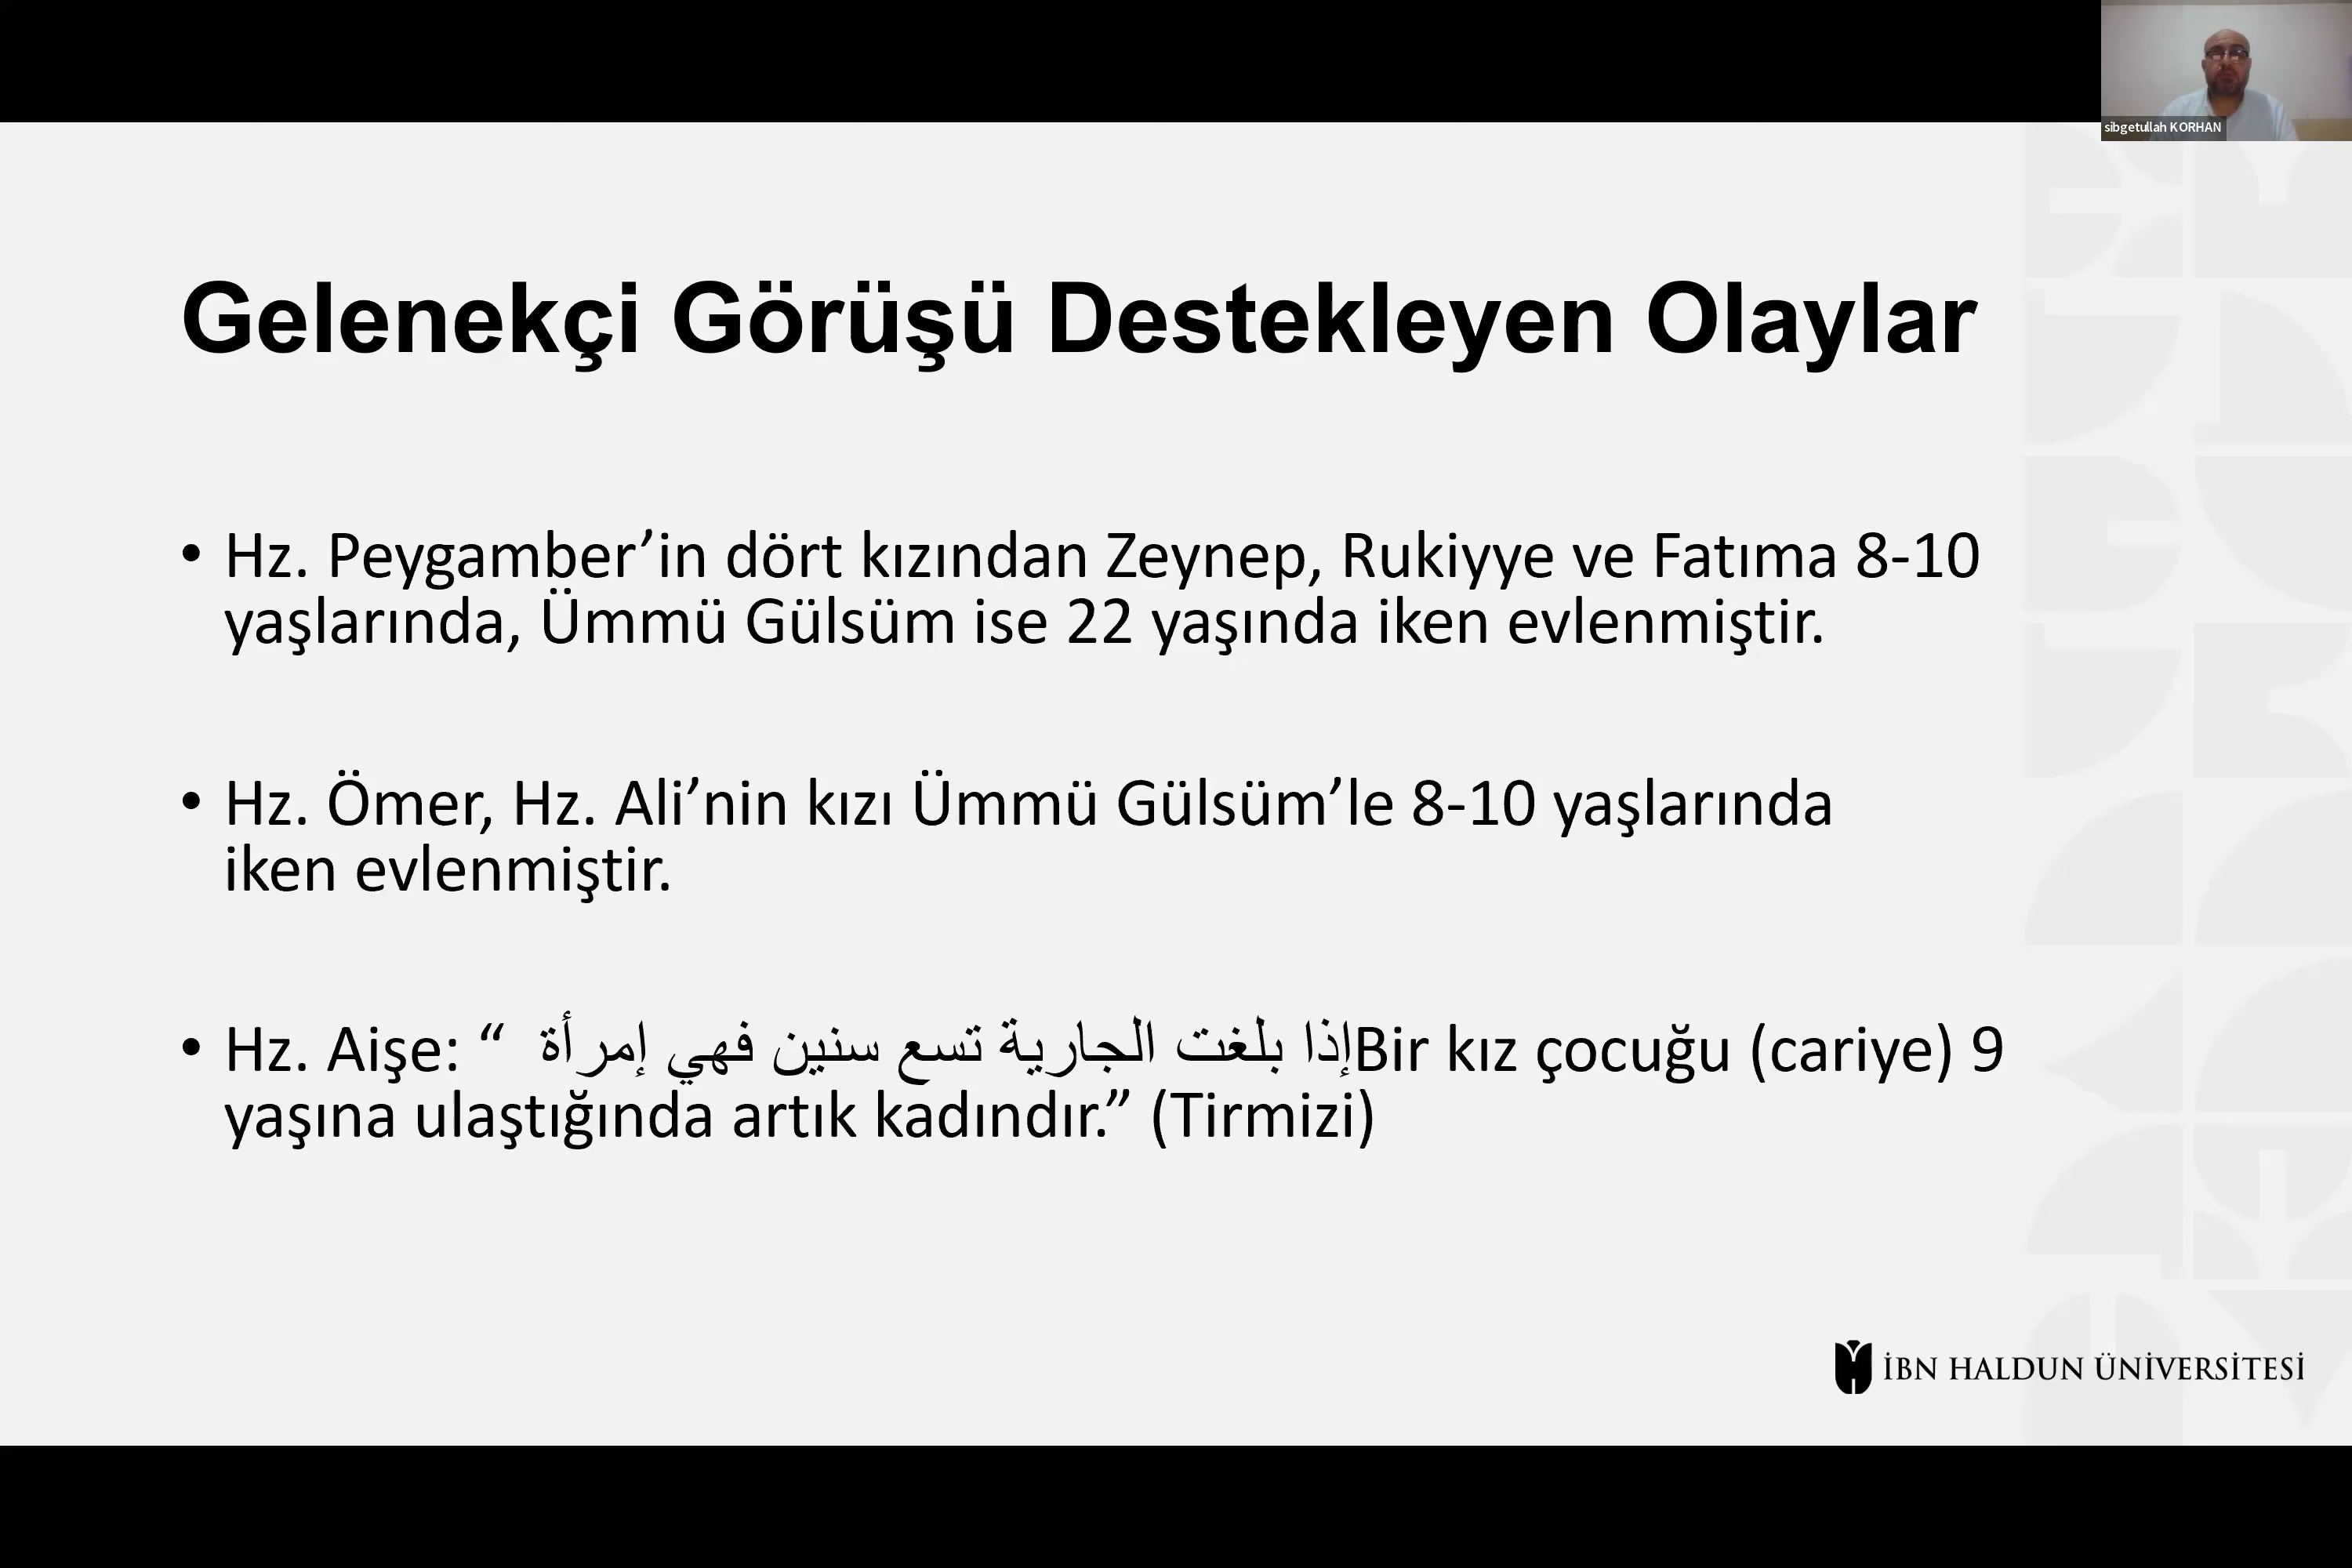 sibgetullah KORHAN
Gelenekçi Görüşü Destekleyen Olaylar
• Hz. Peygamber’in dört kızından Zeynep, Rukiyye ve Fatıma 8-10
yaşlarında, Ümmü Gülsüm ise 22 yaşında iken evlenmiştir.
• Hz. Ömer, Hz. Ali’nin kızı Ümmü Gülsüm’le 8-10 yaşlarında
iken evlenmiştir.
• Hz. Aişe: “ إذا بلغت الجارية تسع سنين فهي إمرأة Bir kız çocuğu (cariye) 9
yaşına ulaştığında artık kadındır.” (Tirmizi)
İBN HALDUN ÜNİVERSİTESİ